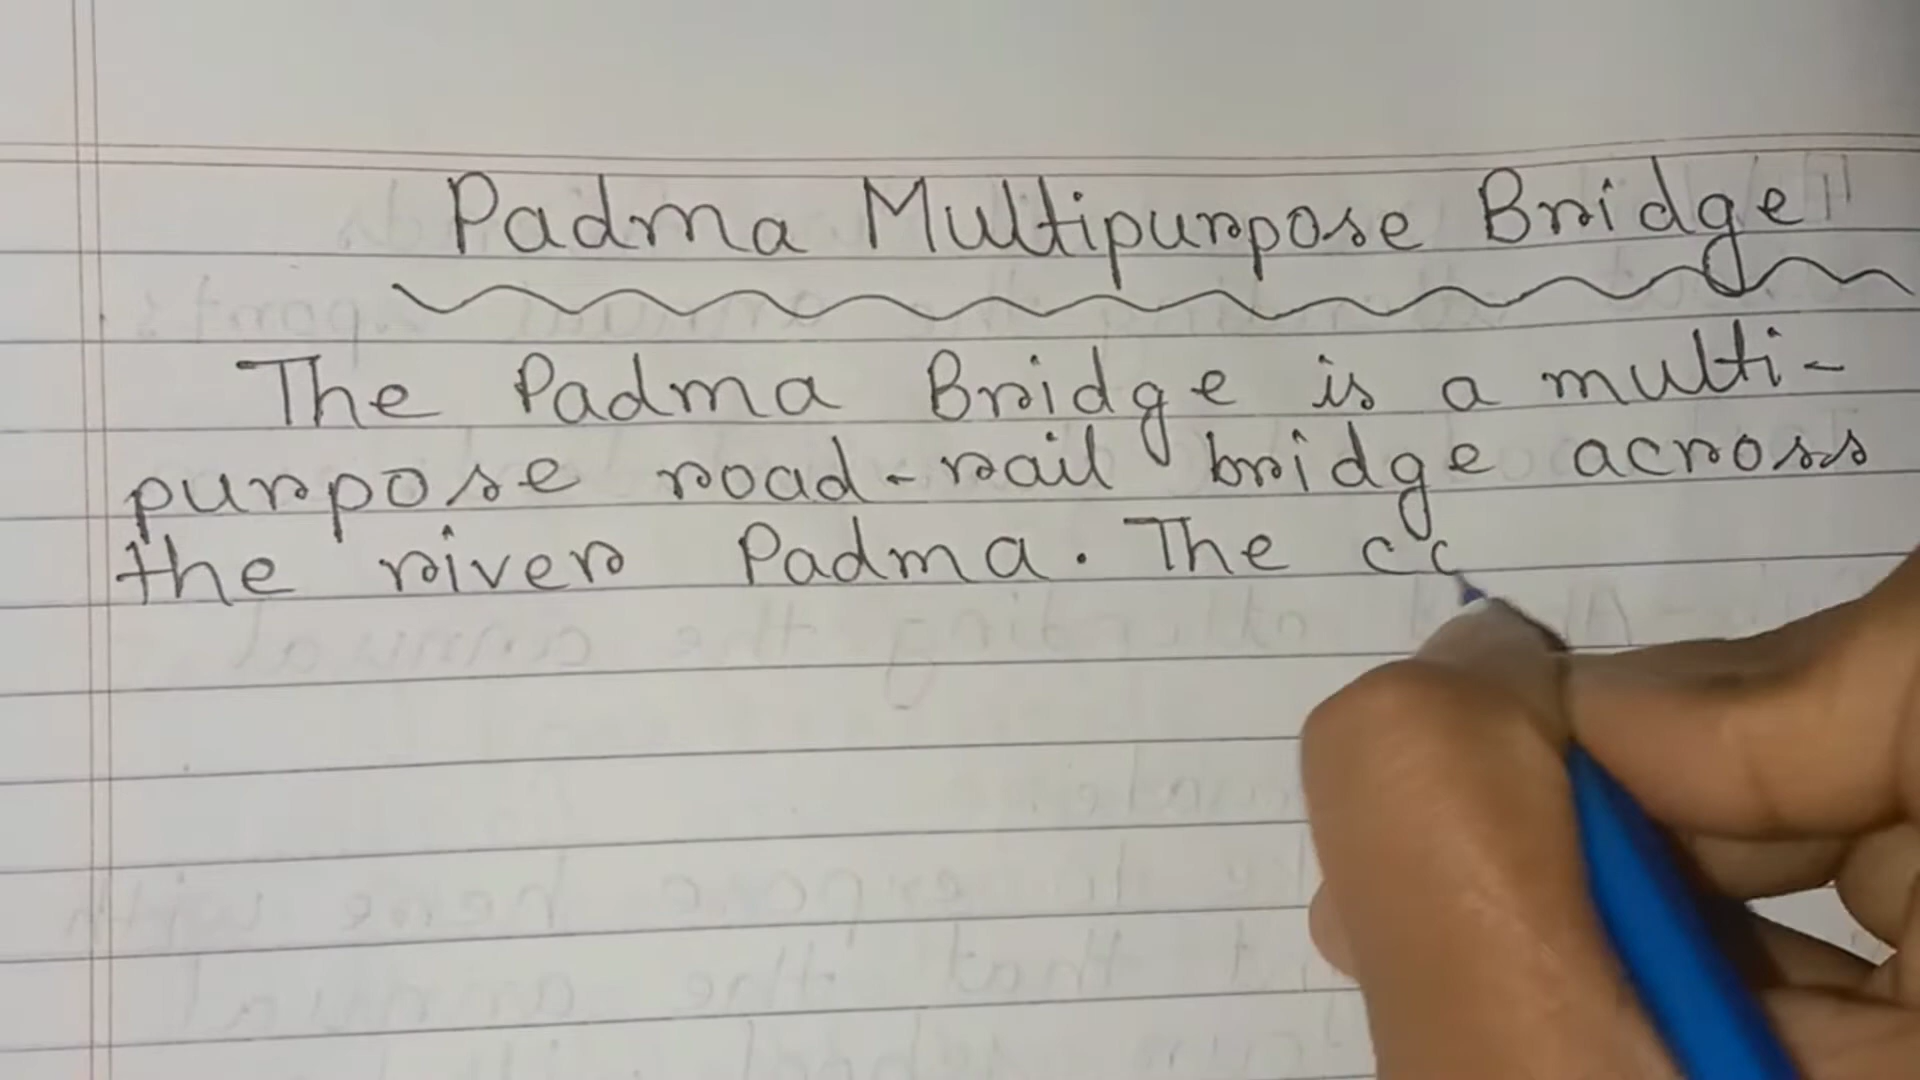 Padma Multipurpose Bridge
The Padma Bridge is a multi-
purpose road-rail bridge across
the river Padma. The